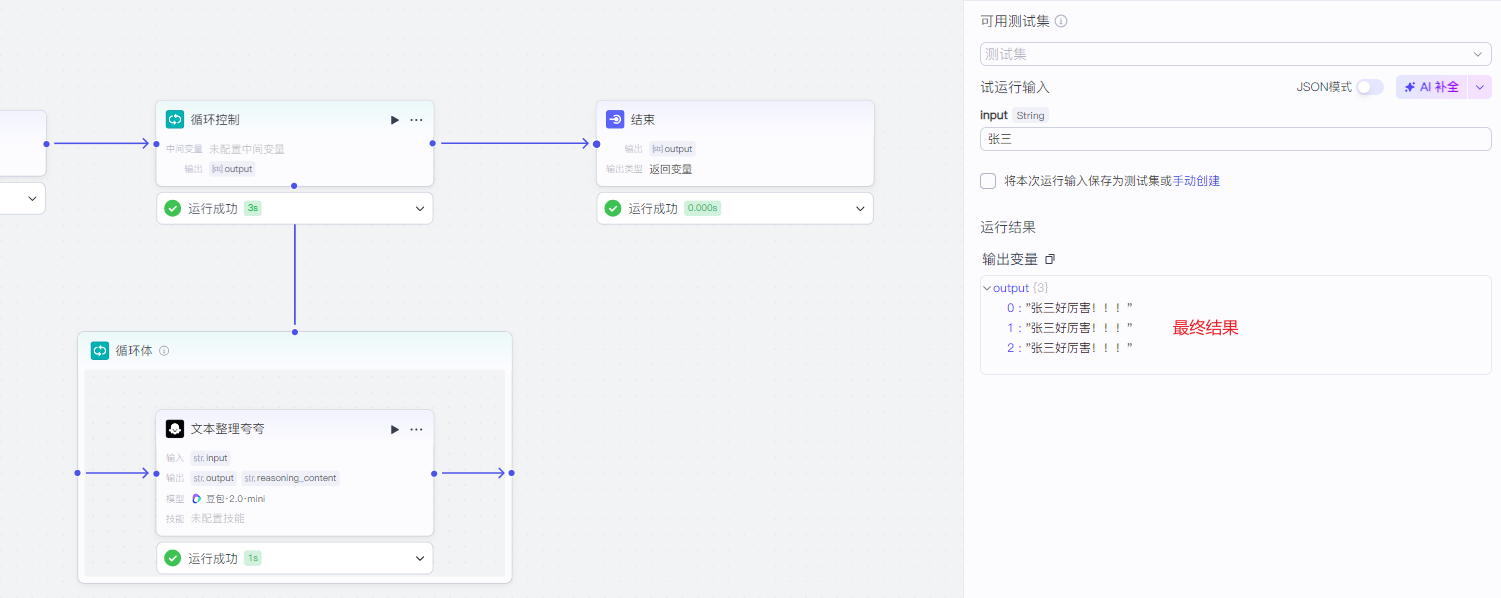 循环控制
中间变量 未配置中间变量
输出 [00] output
运行成功 3s
结束
输出 [00] output
输出类型 返回变量
运行成功 0.000s
循环体
文本整理夸夸
输入 str. input
输出 str. output str. reasoning_content
模型 豆包·2.0·mini
技能 未配置技能
运行成功 1s
可用测试集
测试集
试运行输入 JSON模式 AI 补全
input String
张三
将本次运行输入保存为测试集或手动创建
运行结果
输出变量
output {3}
0 : "张三好厉害！！！"
1 : "张三好厉害！！！"
2 : "张三好厉害！！！"
最终结果